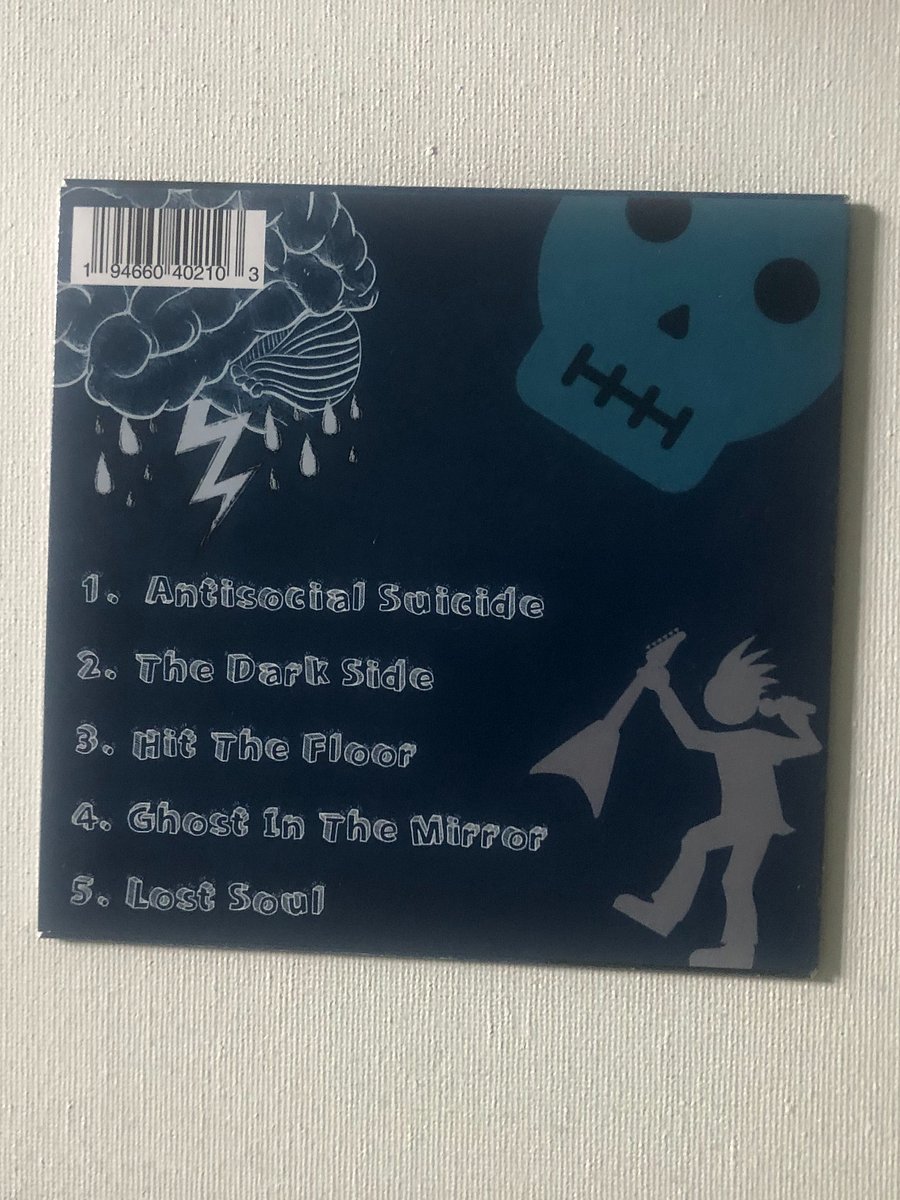 1 94660 40210 3
1. Antisocial Suicide
2. The Dark Side
3. Hit The Floor
4. Ghost In The Mirror
5. Lost Soul